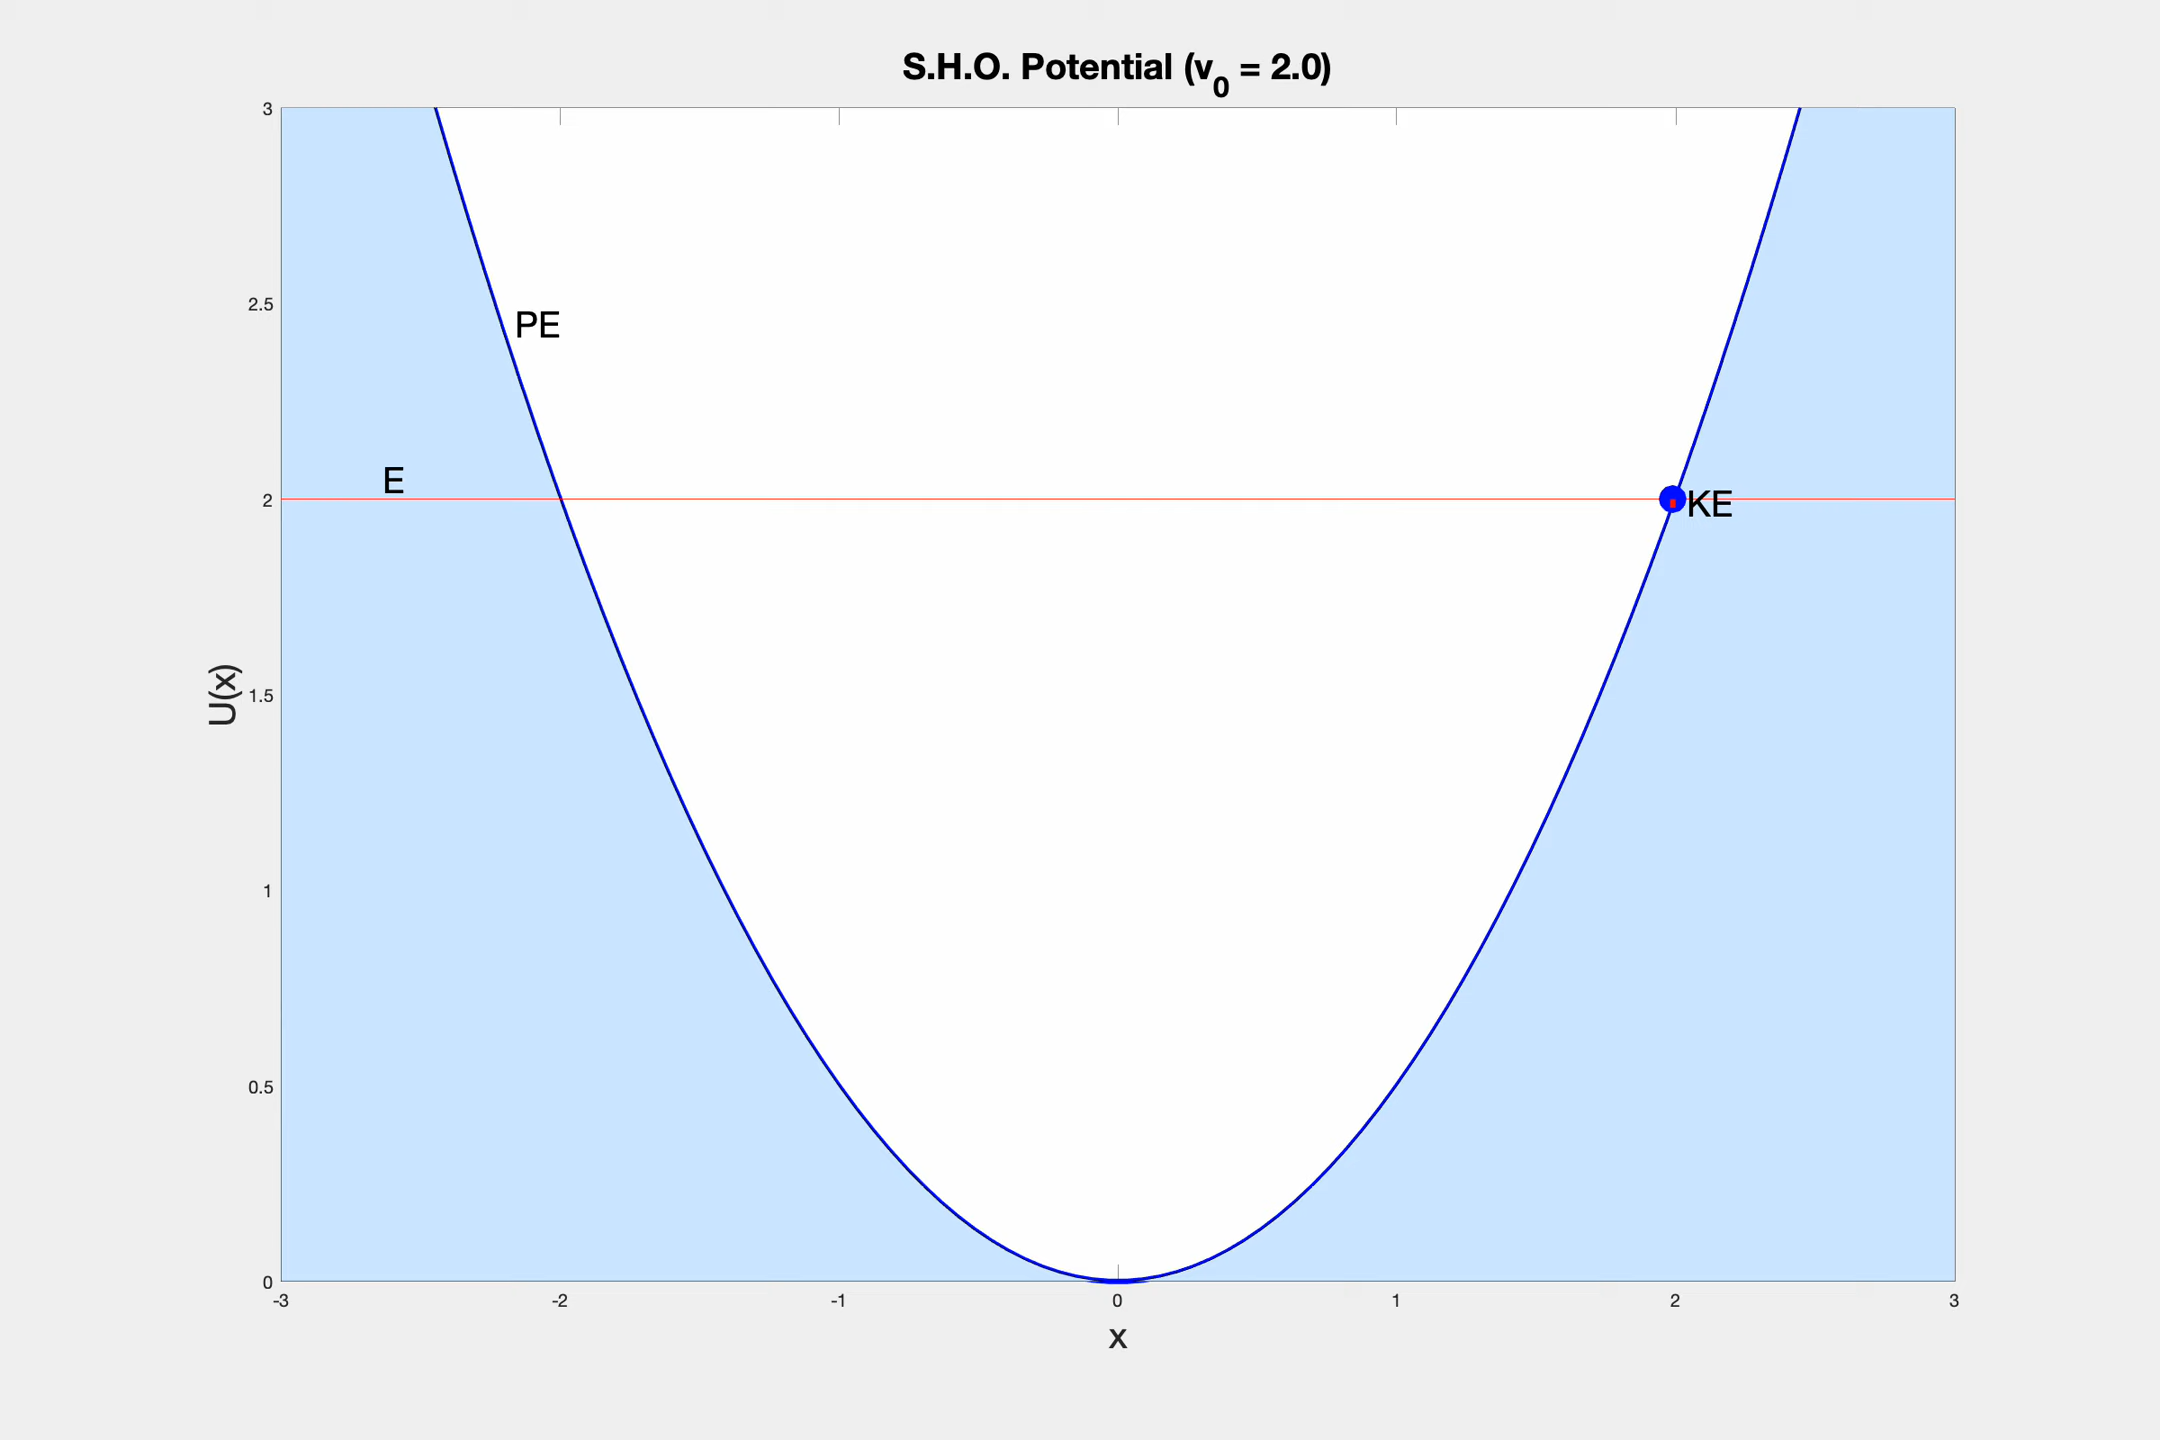 S.H.O. Potential (v₀ = 2.0)
3
2.5
PE
E
2
KE
U(x)
1.5
1
0.5
0
-3 -2 -1 0 1 2 3
x